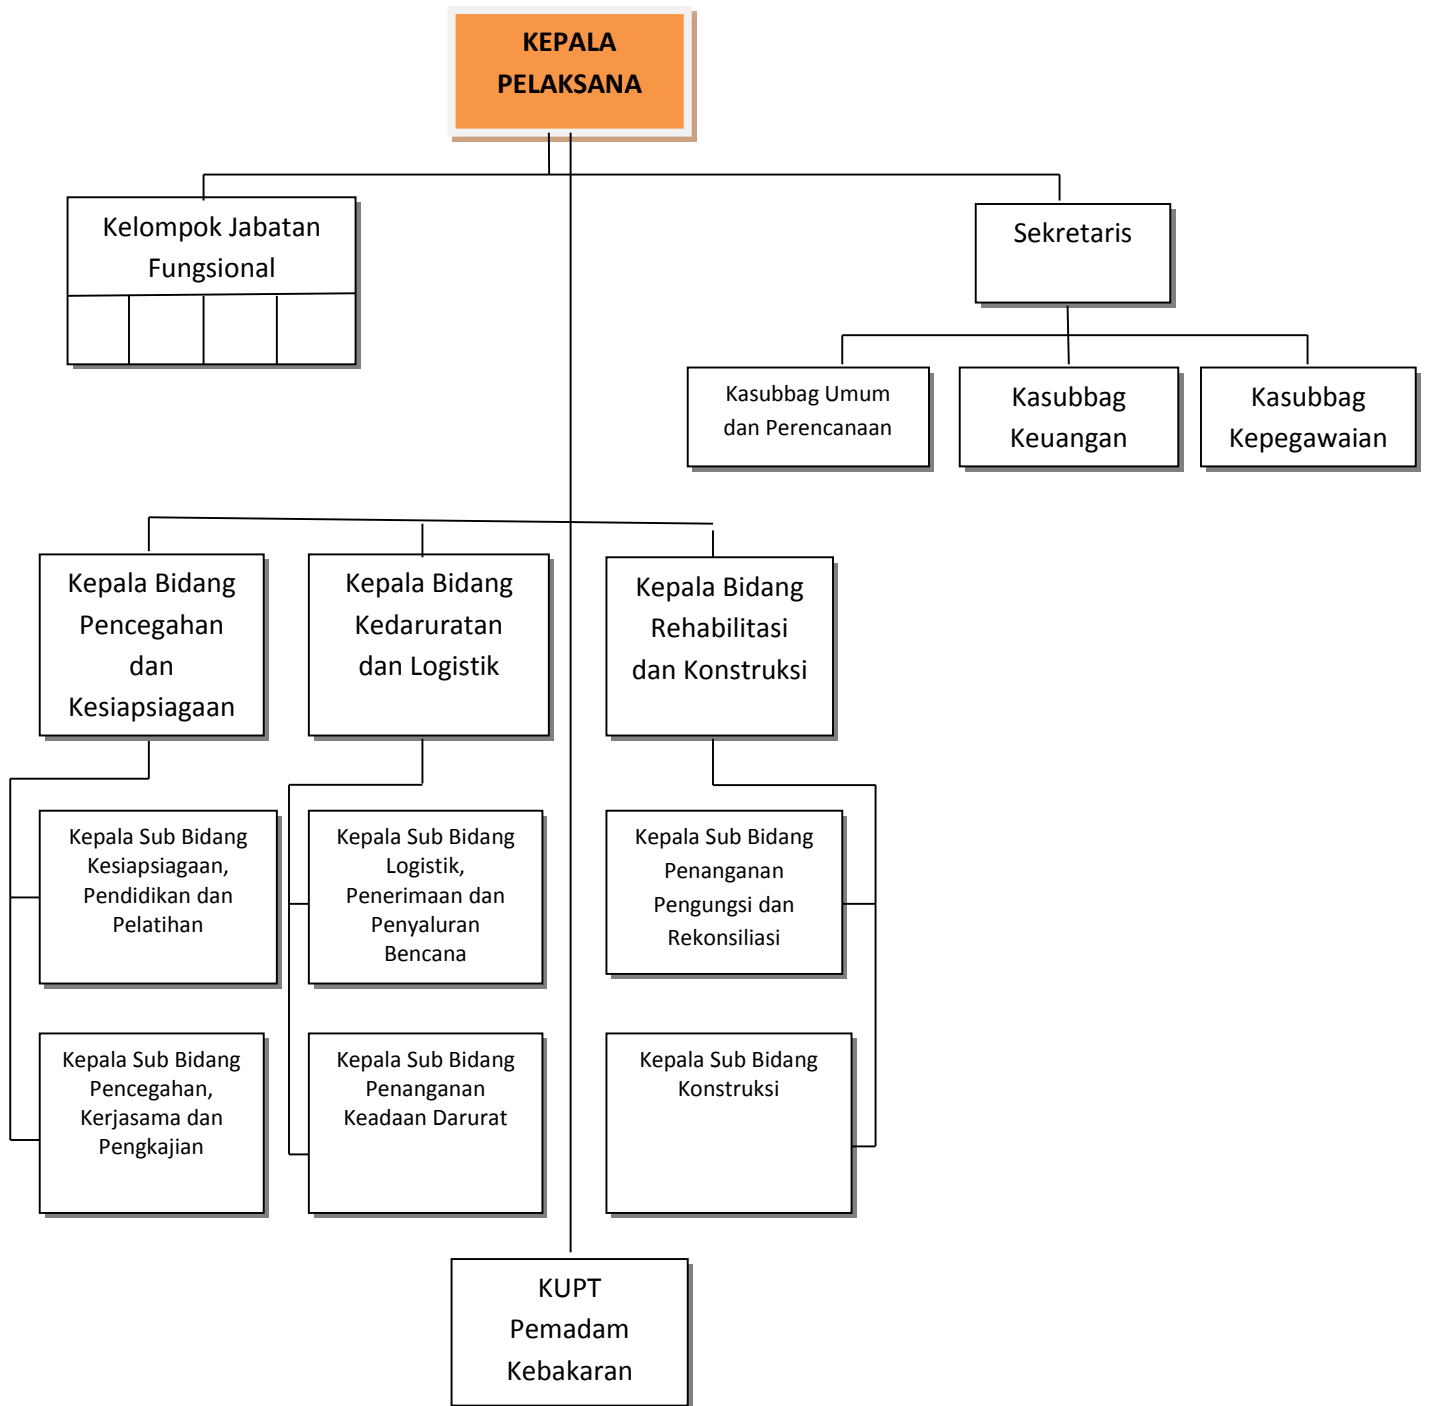 KEPALA
PELAKSANA
Kelompok Jabatan
Fungsional
Sekretaris
Kasubbag Umum
dan Perencanaan
Kasubbag
Keuangan
Kasubbag
Kepegawaian
Kepala Bidang
Pencegahan
dan
Kesiapsiagaan
Kepala Bidang
Kedaruratan
dan Logistik
Kepala Bidang
Rehabilitasi
dan Konstruksi
Kepala Sub Bidang
Kesiapsiagaan,
Pendidikan dan
Pelatihan
Kepala Sub Bidang
Logistik,
Penerimaan dan
Penyaluran
Bencana
Kepala Sub Bidang
Penanganan
Pengungsi dan
Rekonsiliasi
Kepala Sub Bidang
Pencegahan,
Kerjasama dan
Pengkajian
Kepala Sub Bidang
Penanganan
Keadaan Darurat
Kepala Sub Bidang
Konstruksi
KUPT
Pemadam
Kebakaran